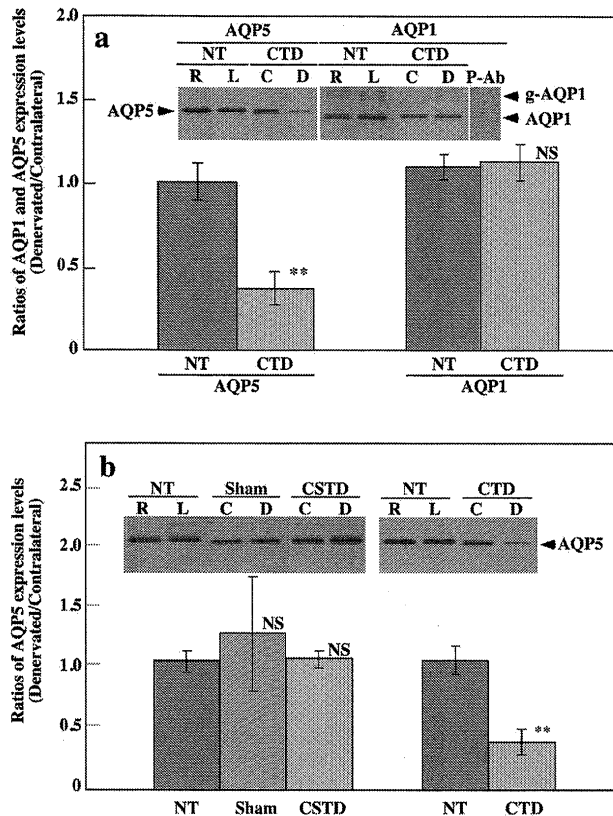 a
2.0
1.5
1.0
0.5
0
Ratios of AQP1 and AQP5 expression levels
(Denervated/Contralateral)
AQP5 AQP1
NT CTD NT CTD P-Ab
R L C D R L C D
AQP5
g-AQP1
AQP1
**
NS
NT CTD NT CTD
AQP5 AQP1
b
2.5
2.0
1.5
1.0
0.5
0
Ratios of AQP5 expression levels
(Denervated/Contralateral)
NT Sham CSTD NT CTD
R L C D C D R L C D
AQP5
NS
NS
**
NT Sham CSTD NT CTD